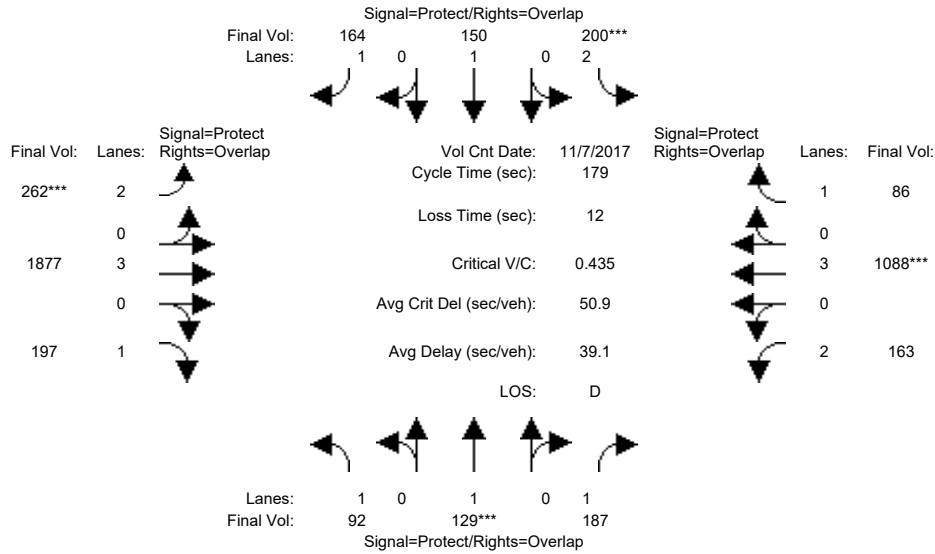 Signal=Protect/Rights=Overlap
Final Vol: 164 150 200***
Lanes: 1 0 1 0 2
Signal=Protect Signal=Protect
Final Vol: Lanes: Rights=Overlap Vol Cnt Date: 11/7/2017 Rights=Overlap Lanes: Final Vol:
Cycle Time (sec): 179
262*** 2 1 86
Loss Time (sec): 12
0 0
1877 3 Critical V/C: 0.435 3 1088***
0 Avg Crit Del (sec/veh): 50.9 0
197 1 Avg Delay (sec/veh): 39.1 2 163
LOS: D
Lanes: 1 0 1 0 1
Final Vol: 92 129*** 187
Signal=Protect/Rights=Overlap